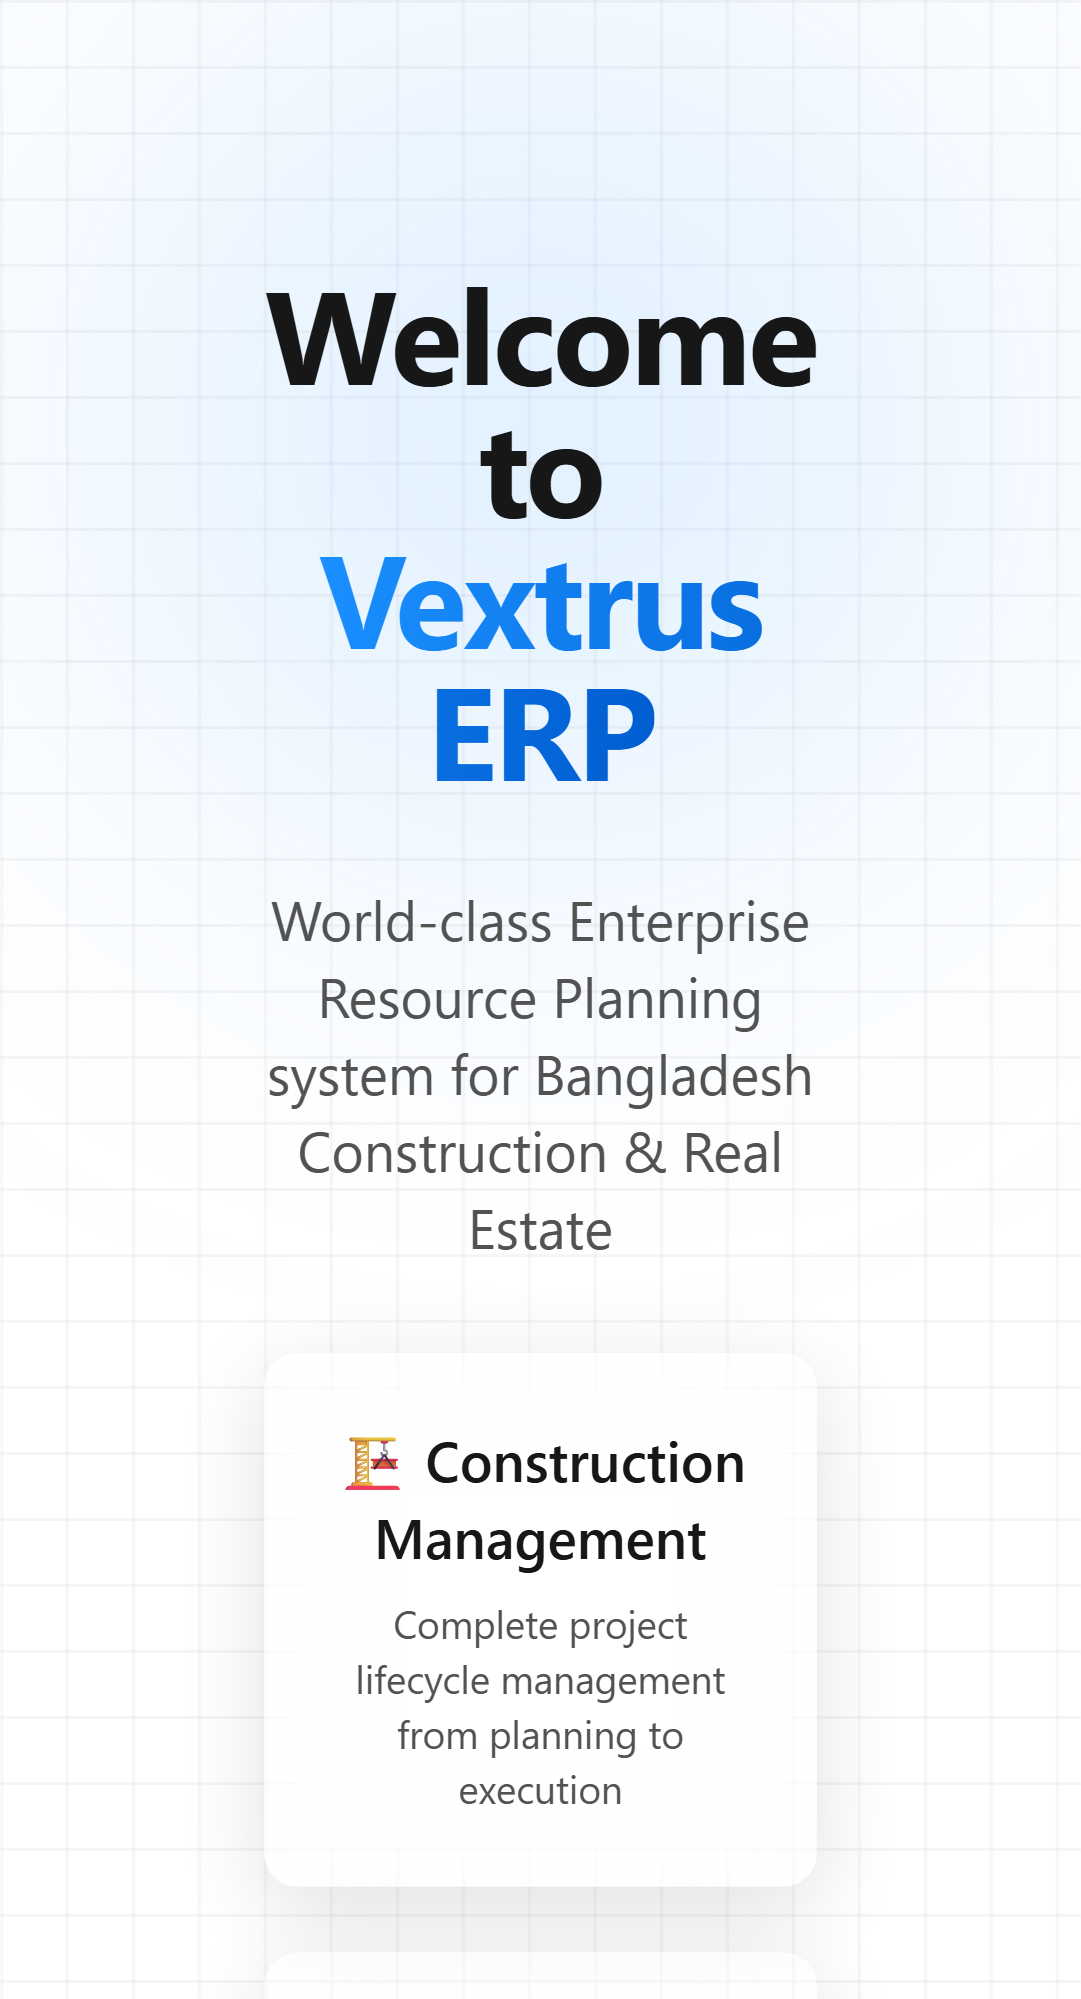 Welcome
to
Vextrus
ERP
World-class Enterprise
Resource Planning
system for Bangladesh
Construction & Real
Estate
🏗️ Construction
Management
Complete project
lifecycle management
from planning to
execution